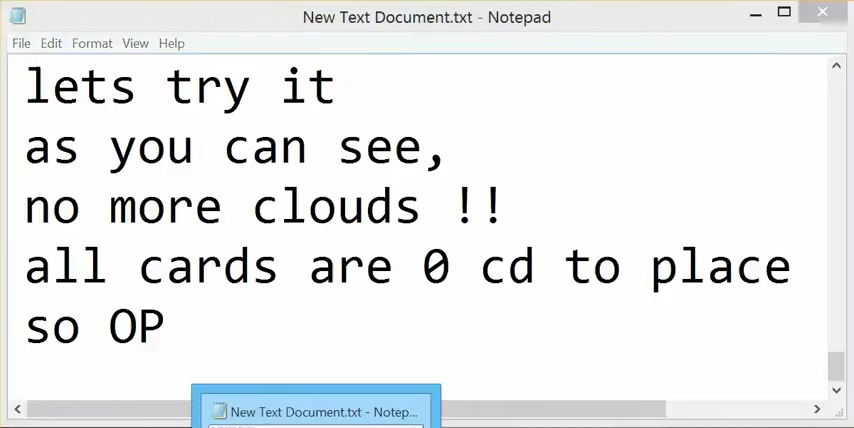 New Text Document.txt - Notepad
File Edit Format View Help
lets try it
as you can see,
no more clouds !!
all cards are 0 cd to place
so OP
New Text Document.txt - Notep...